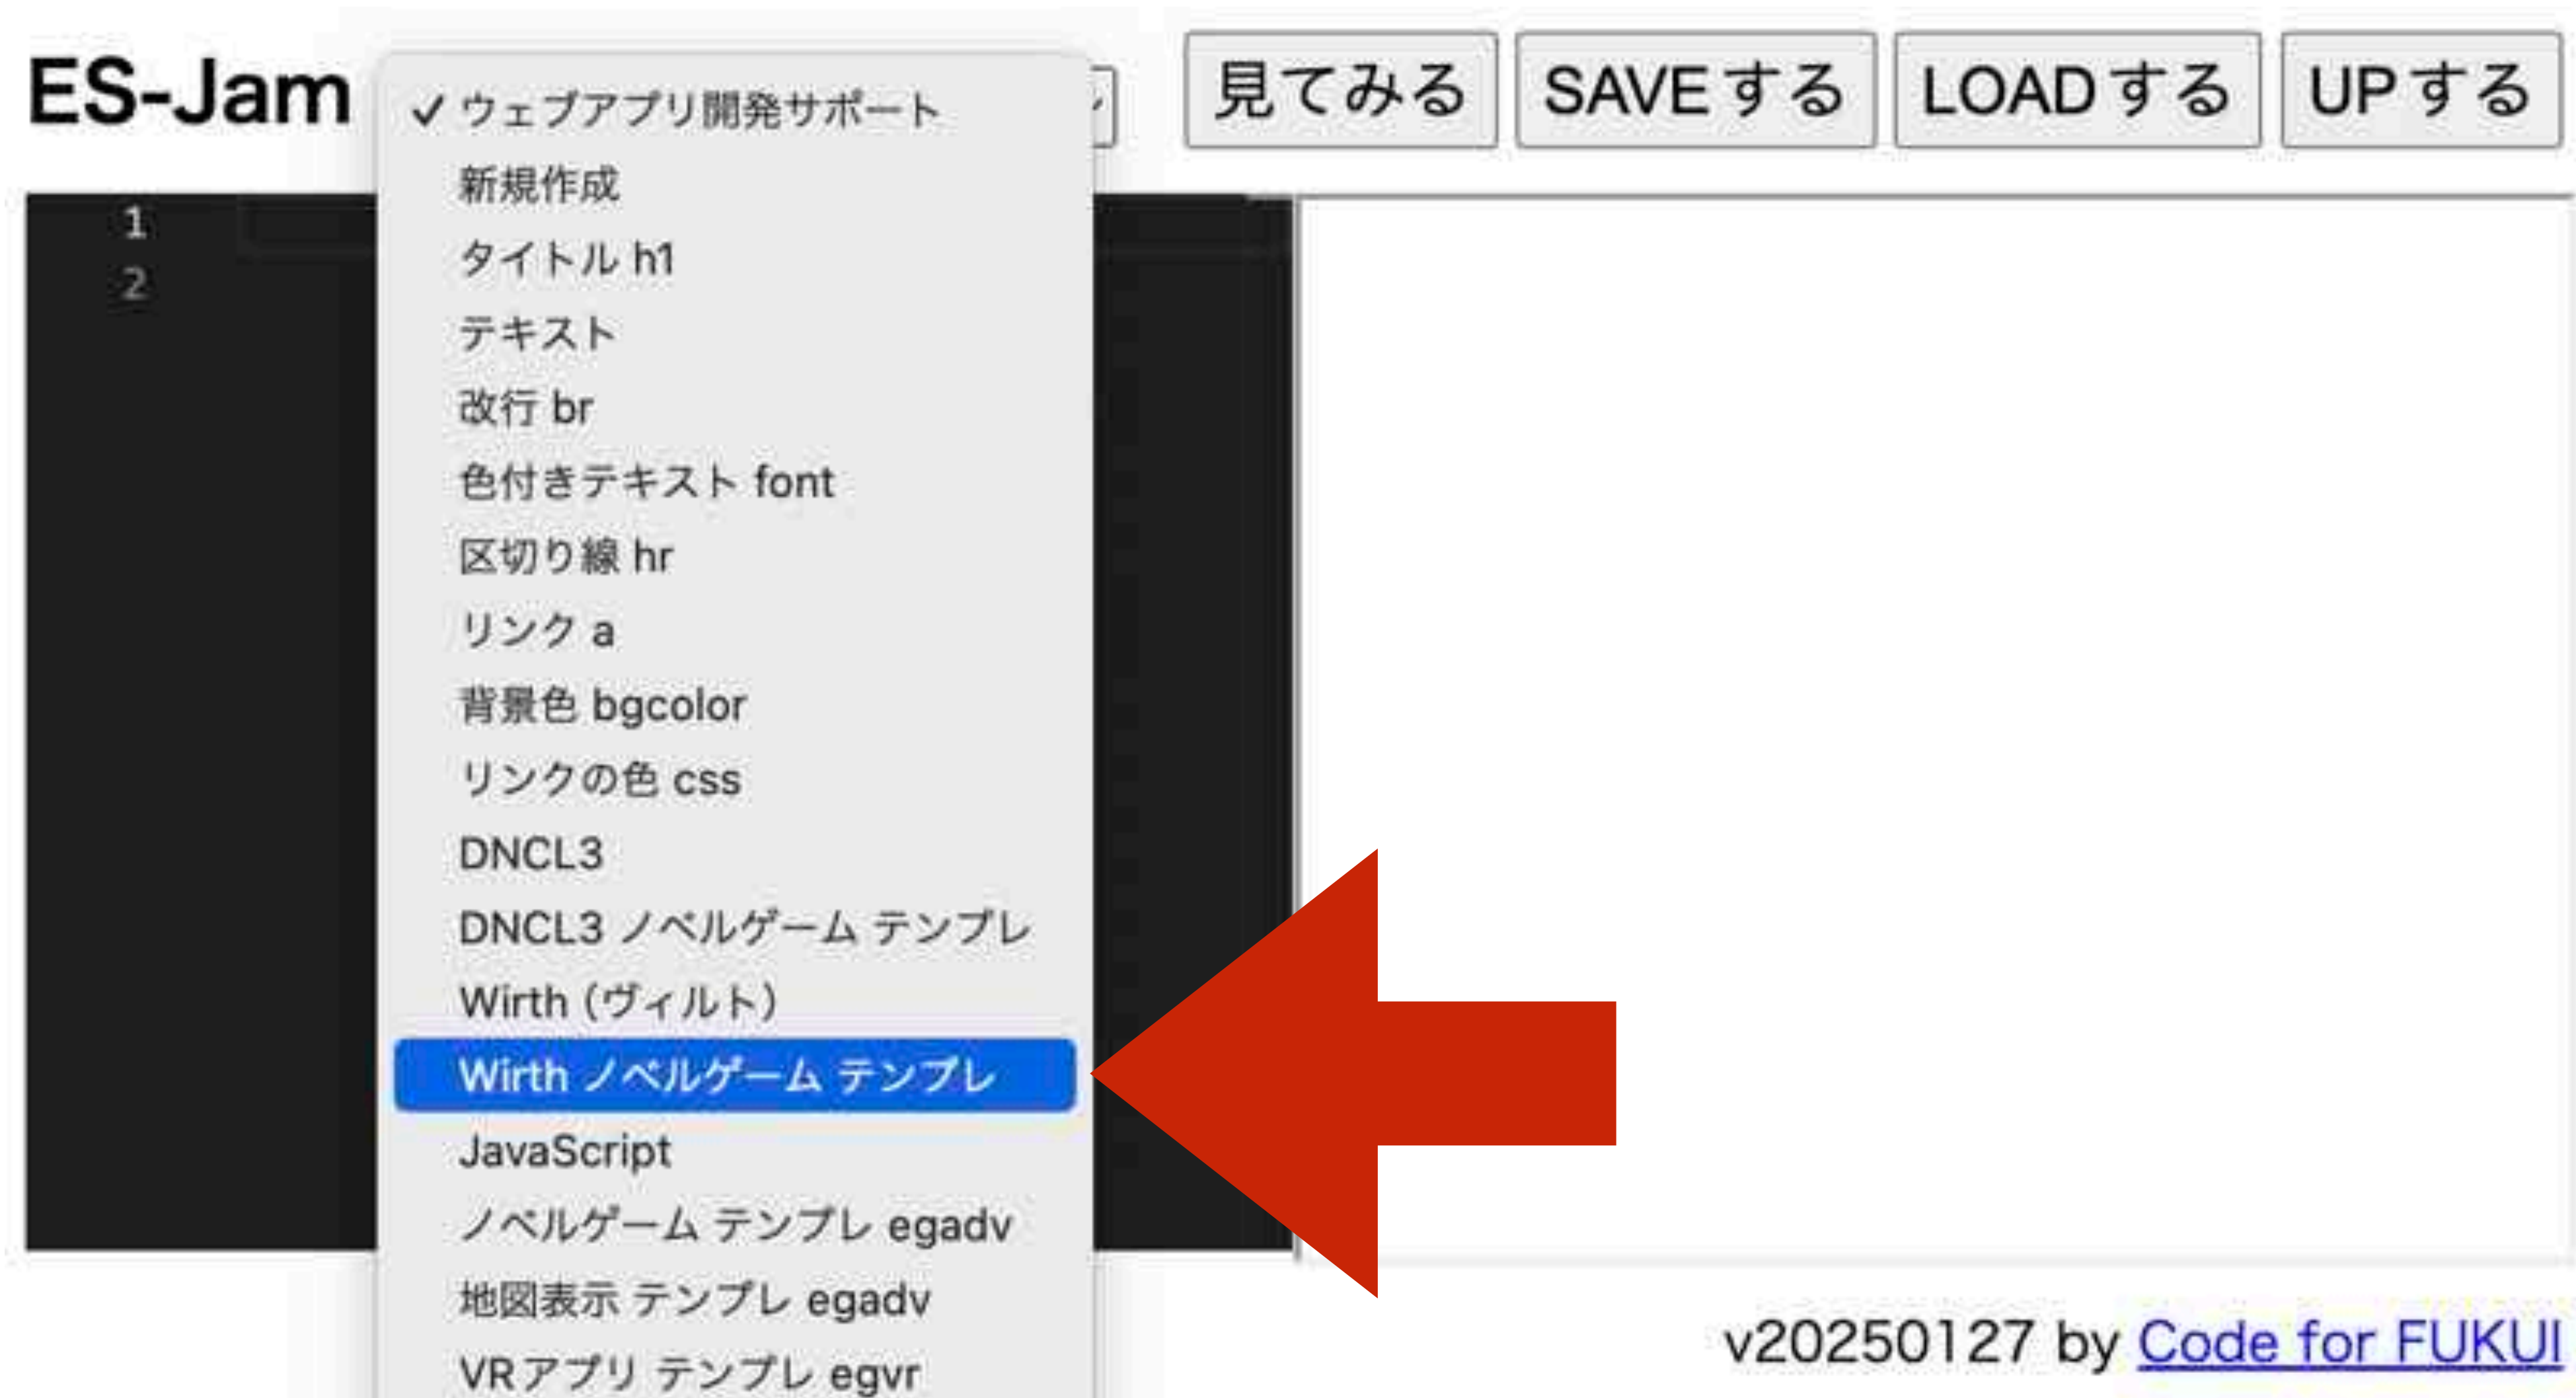 ES-Jam
✓ ウェブアプリ開発サポート
見てみる
SAVEする
LOADする
UPする
新規作成
タイトル h1
テキスト
改行 br
色付きテキスト font
区切り線 hr
リンク a
背景色 bgcolor
リンクの色 css
DNCL3
DNCL3 ノベルゲーム テンプレ
Wirth (ヴィルト)
Wirth ノベルゲーム テンプレ
JavaScript
ノベルゲーム テンプレ egadv
地図表示 テンプレ egadv
VRアプリ テンプレ egvr
1
2
v20250127 by Code for FUKUI